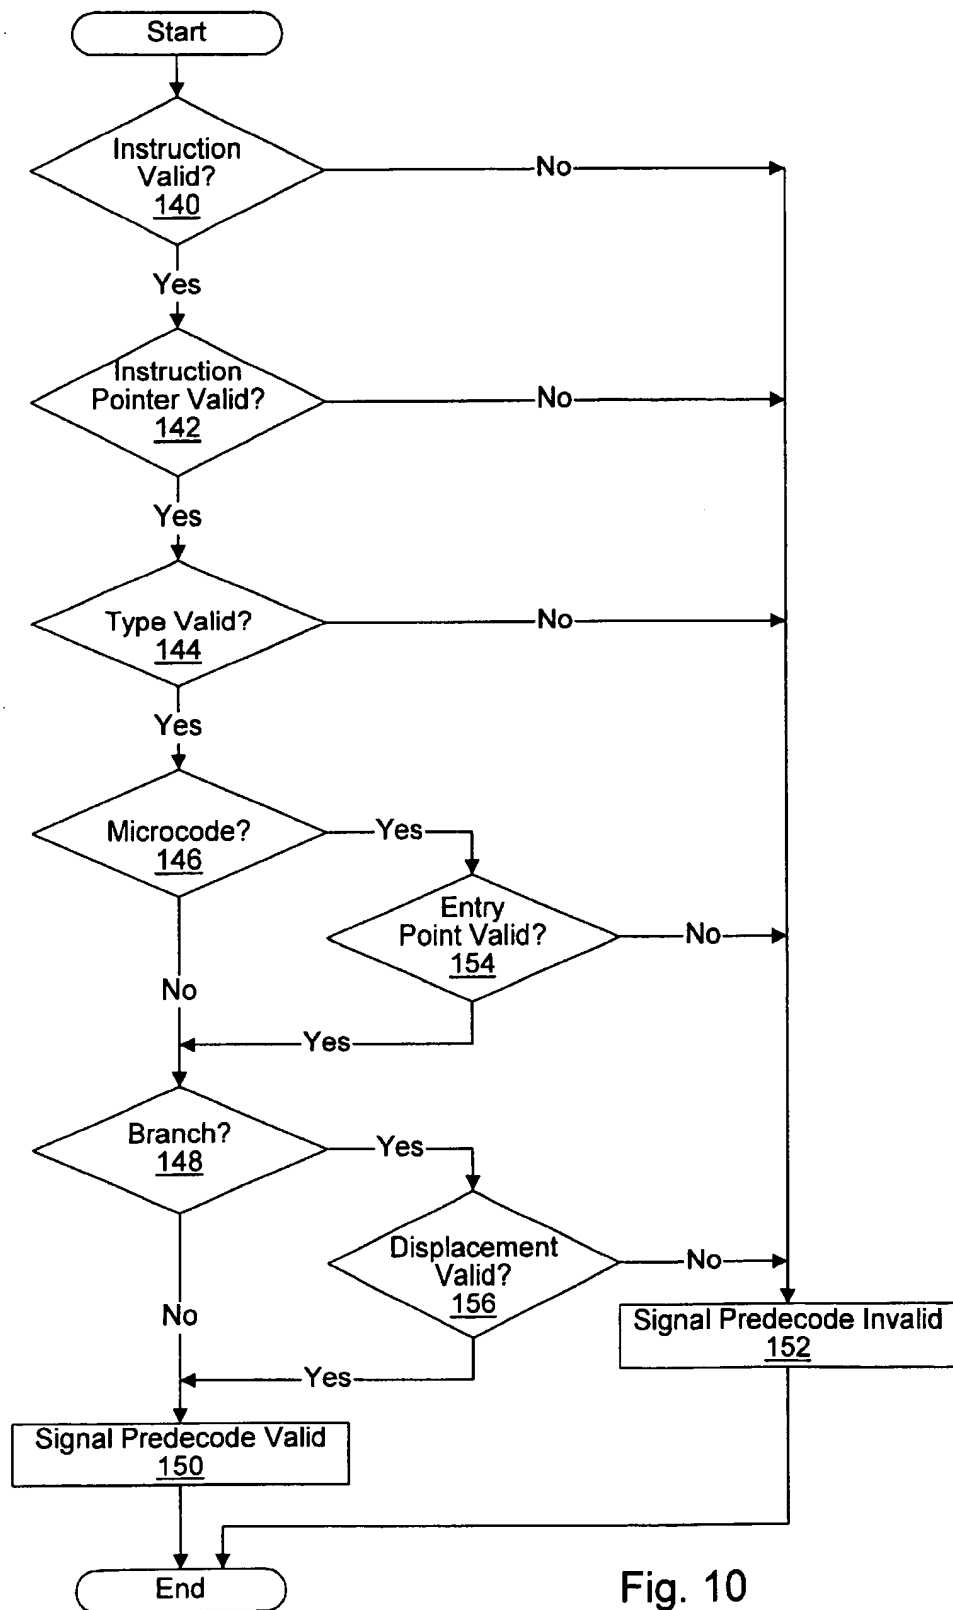 Start
Instruction
Valid?
140
No
Yes
Instruction
Pointer Valid?
142
No
Yes
Type Valid?
144
No
Yes
Microcode?
146
Yes
Entry
Point Valid?
154
No
No
Yes
Branch?
148
Yes
Displacement
Valid?
156
No
No
Signal Predecode Invalid
152
Yes
Signal Predecode Valid
150
End
Fig. 10